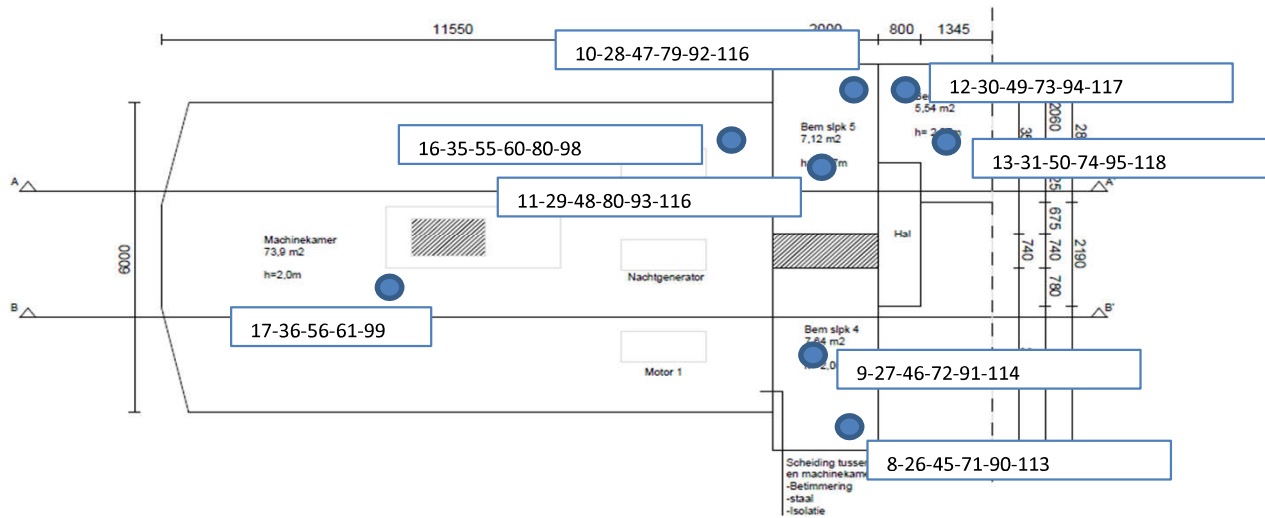 11550
800
1345
10-28-47-79-92-116
12-30-49-73-94-117
5,54 m2
Bem slpk 5
7,12 m2
16-35-55-60-80-98
13-31-50-74-95-118
2060
A
A'
11-29-48-80-93-116
675
Hal
Machinekamer
73,9 m2
h=2,0m
6000
740
740
2190
Nachtgenerator
780
B
B'
17-36-56-61-99
Bem slpk 4
Motor 1
9-27-46-72-91-114
8-26-45-71-90-113
Scheiding
en
-Betimmering
-staal
-Isolatie